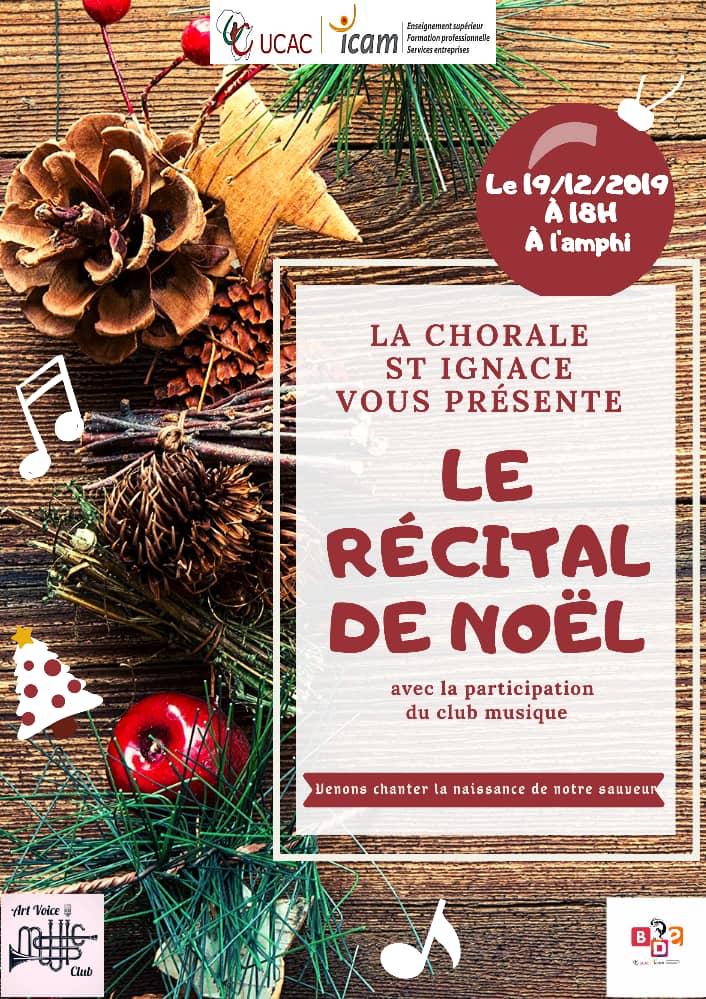 UCAC
icam
Enseignement supérieur
Formation professionnelle
Services entreprises
Le 19/12/2019
À 18H
À l'amphi
LA CHORALE
ST IGNACE
VOUS PRÉSENTE
LE
RÉCITAL
DE NOËL
avec la participation
du club musique
Venons chanter la naissance de notre sauveur
Art Voice
Music
Club
B D E